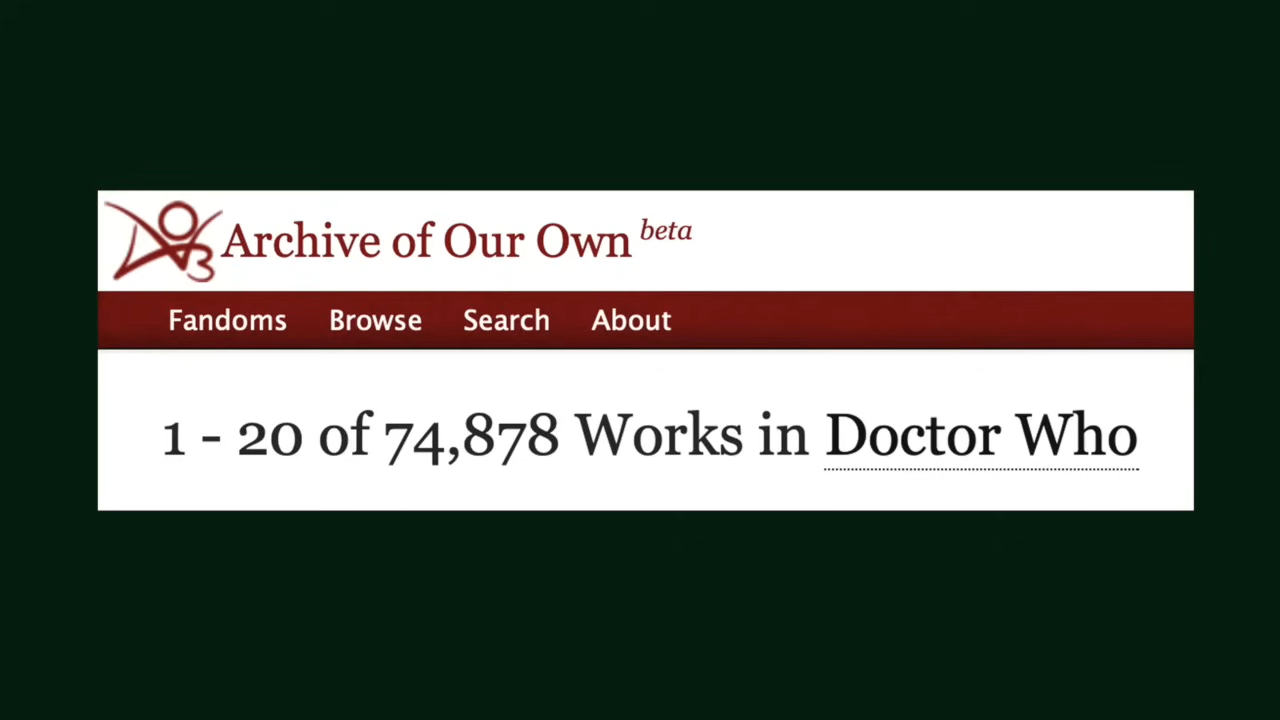 Archive of Our Own beta
Fandoms Browse Search About
1 - 20 of 74,878 Works in Doctor Who